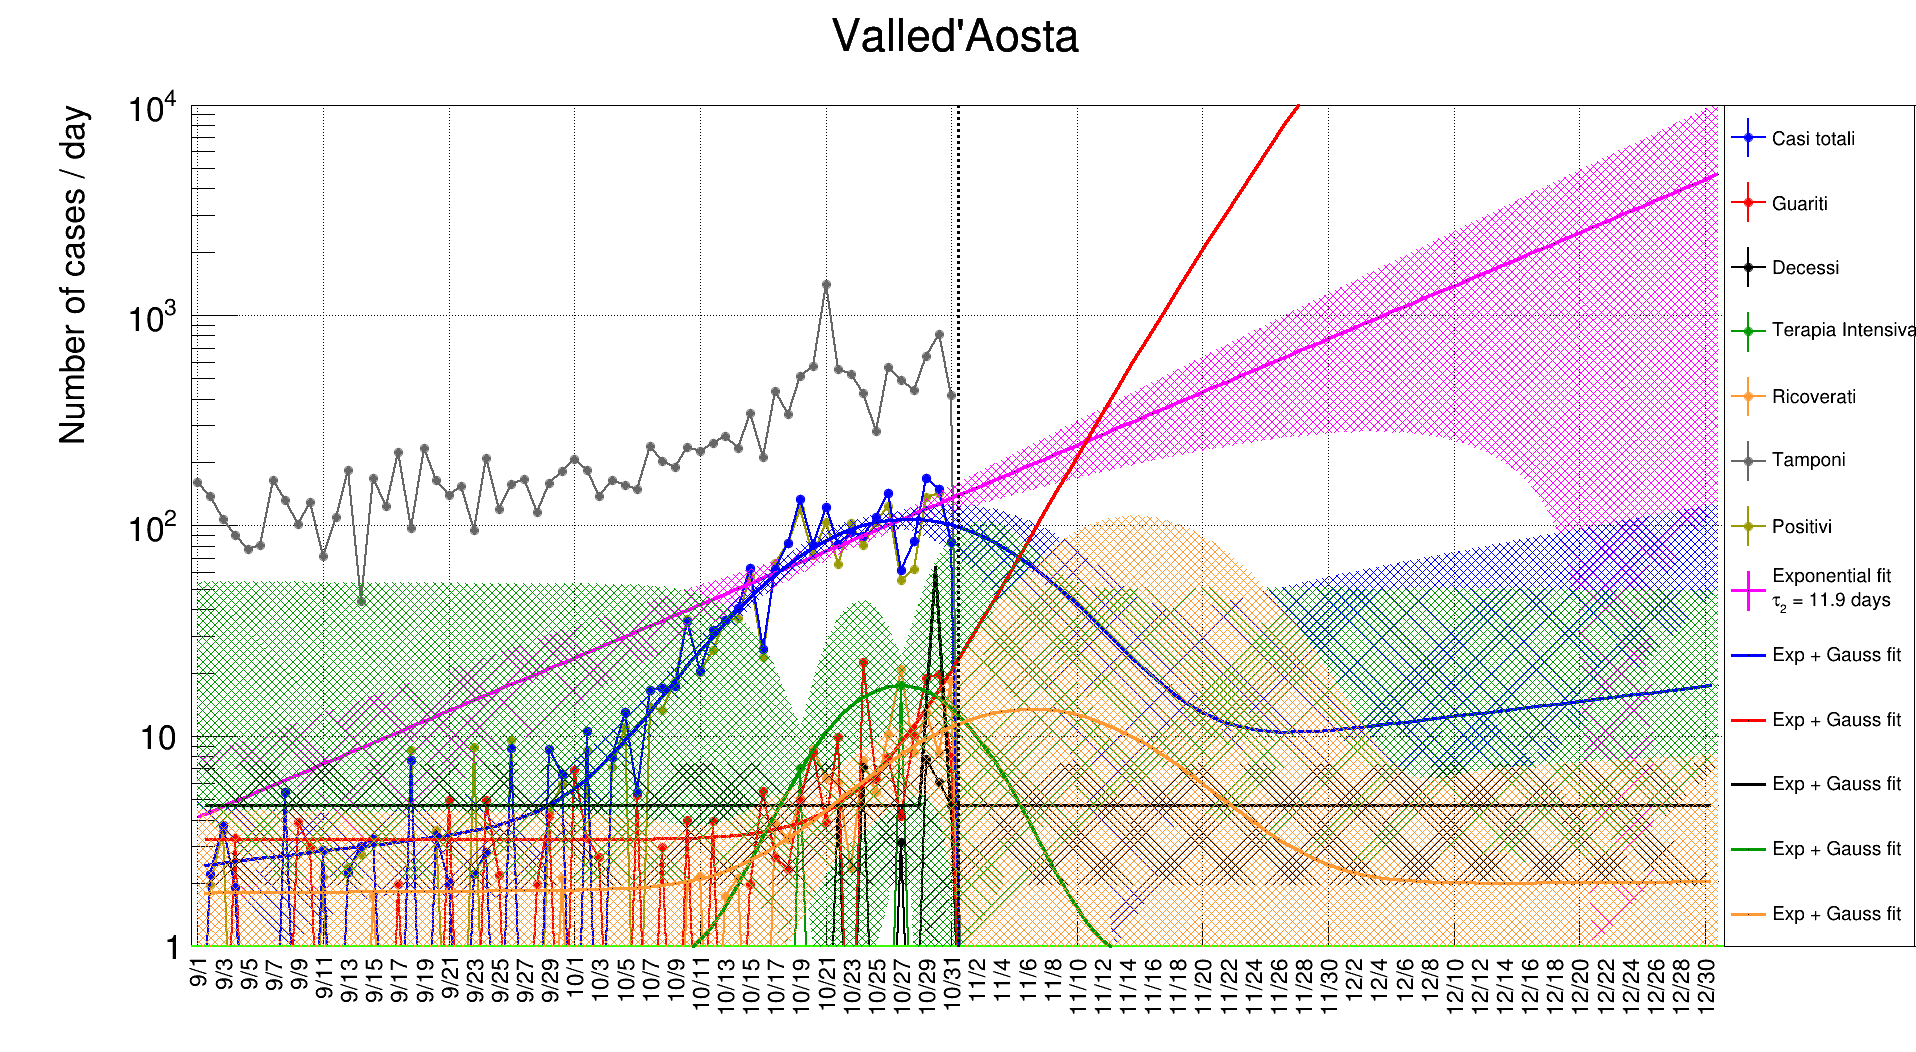 Valled'Aosta
Number of cases / day
10^4
10^3
10^2
10
1
9/1 9/3 9/5 9/7 9/9 9/11 9/13 9/15 9/17 9/19 9/21 9/23 9/25 9/27 9/29 10/1 10/3 10/5 10/7 10/9 10/11 10/13 10/15 10/17 10/19 10/21 10/23 10/25 10/27 10/29 10/31 11/2 11/4 11/6 11/8 11/10 11/12 11/14 11/16 11/18 11/20 11/22 11/24 11/26 11/28 11/30 12/2 12/4 12/6 12/8 12/10 12/12 12/14 12/16 12/18 12/20 12/22 12/24 12/26 12/28 12/30
Casi totali
Guariti
Decessi
Terapia Intensiva
Ricoverati
Tamponi
Positivi
Exponential fit
τ₂ = 11.9 days
Exp + Gauss fit
Exp + Gauss fit
Exp + Gauss fit
Exp + Gauss fit
Exp + Gauss fit